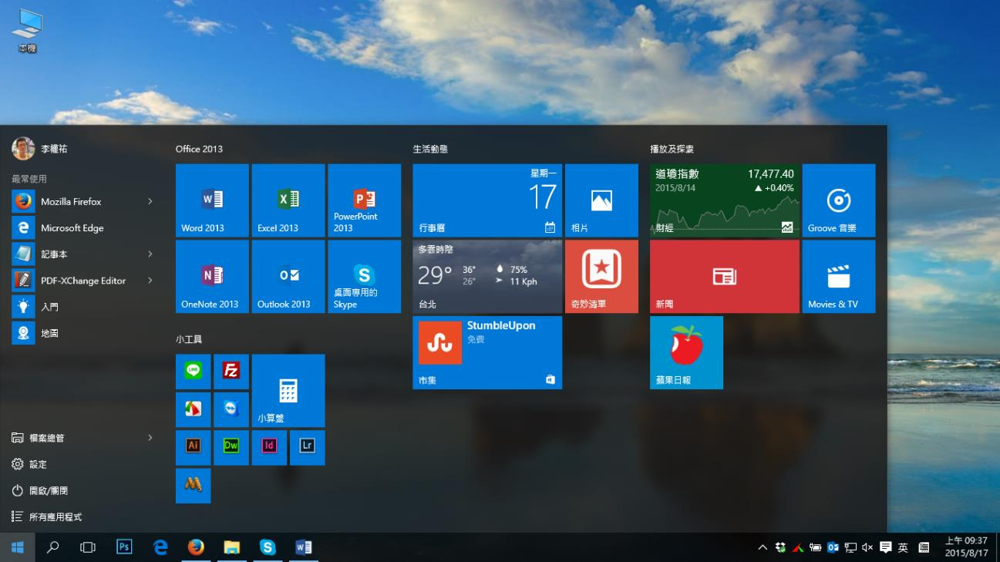 本機
李權祐
最常使用
Mozilla Firefox
Microsoft Edge
記事本
PDF-XChange Editor
入門
地圖
檔案總管
設定
開啟/關閉
所有應用程式
Office 2013
Word 2013
Excel 2013
PowerPoint
2013
OneNote 2013
Outlook 2013
桌面專用的
Skype
小工具
LINE
FZ
小算盤
Ai
Dw
Id
Lr
生活動態
星期一
17
行事曆
相片
多雲時陰
29° 36° 75%
26° 11 Kph
台北
奇妙清單
StumbleUpon
免費
市集
播放及探索
道瓊指數 17,477.40
2015/8/14 ▲ +0.40%
財經
Groove 音樂
新聞
Movies & TV
蘋果日報
Ps
英
上午 09:37
2015/8/17